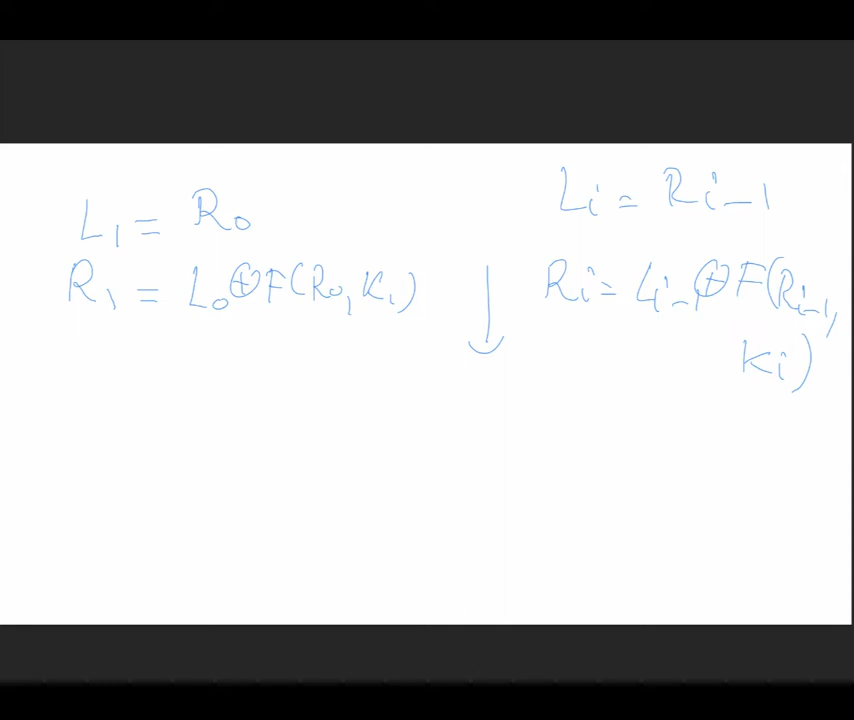 L₁ = R₀
R₁ = L₀⊕F(R₀, K₁)
Lᵢ = Rᵢ₋₁
Rᵢ = Lᵢ₋₁⊕F(Rᵢ₋₁,
Kᵢ)